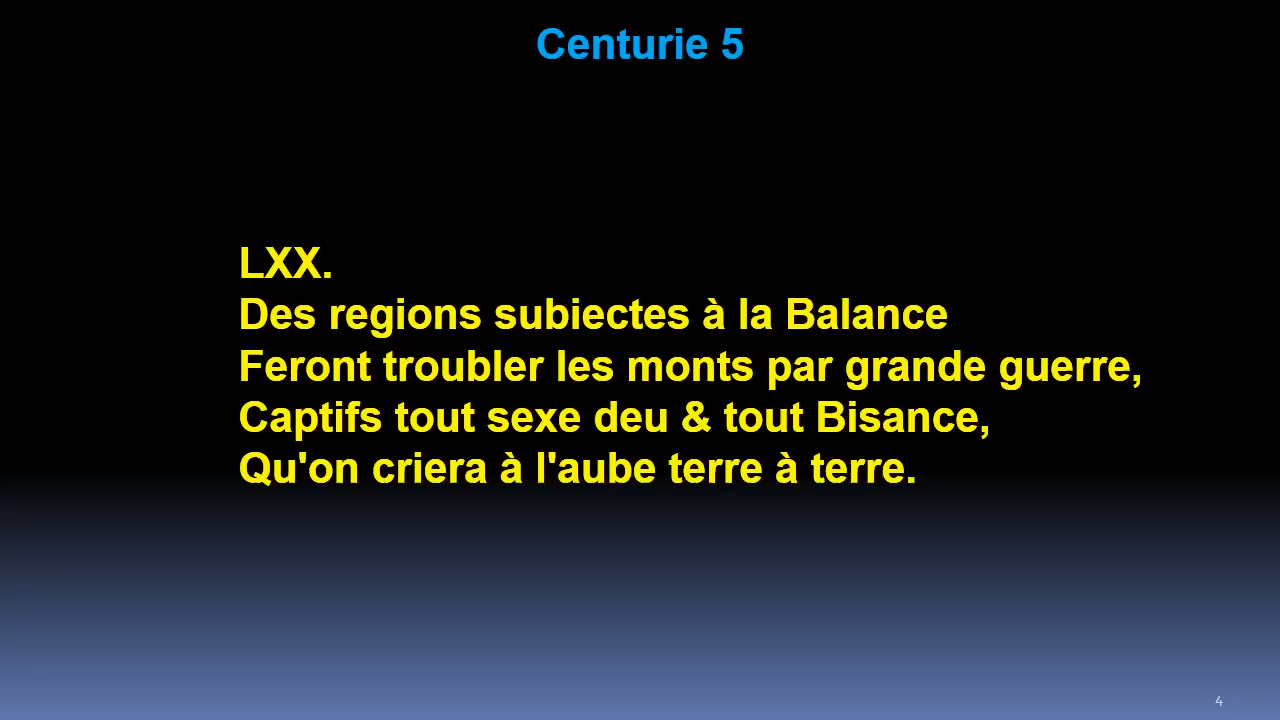 Centurie 5
LXX.
Des regions subiectes à la Balance
Feront troubler les monts par grande guerre,
Captifs tout sexe deu & tout Bisance,
Qu'on criera à l'aube terre à terre.
4